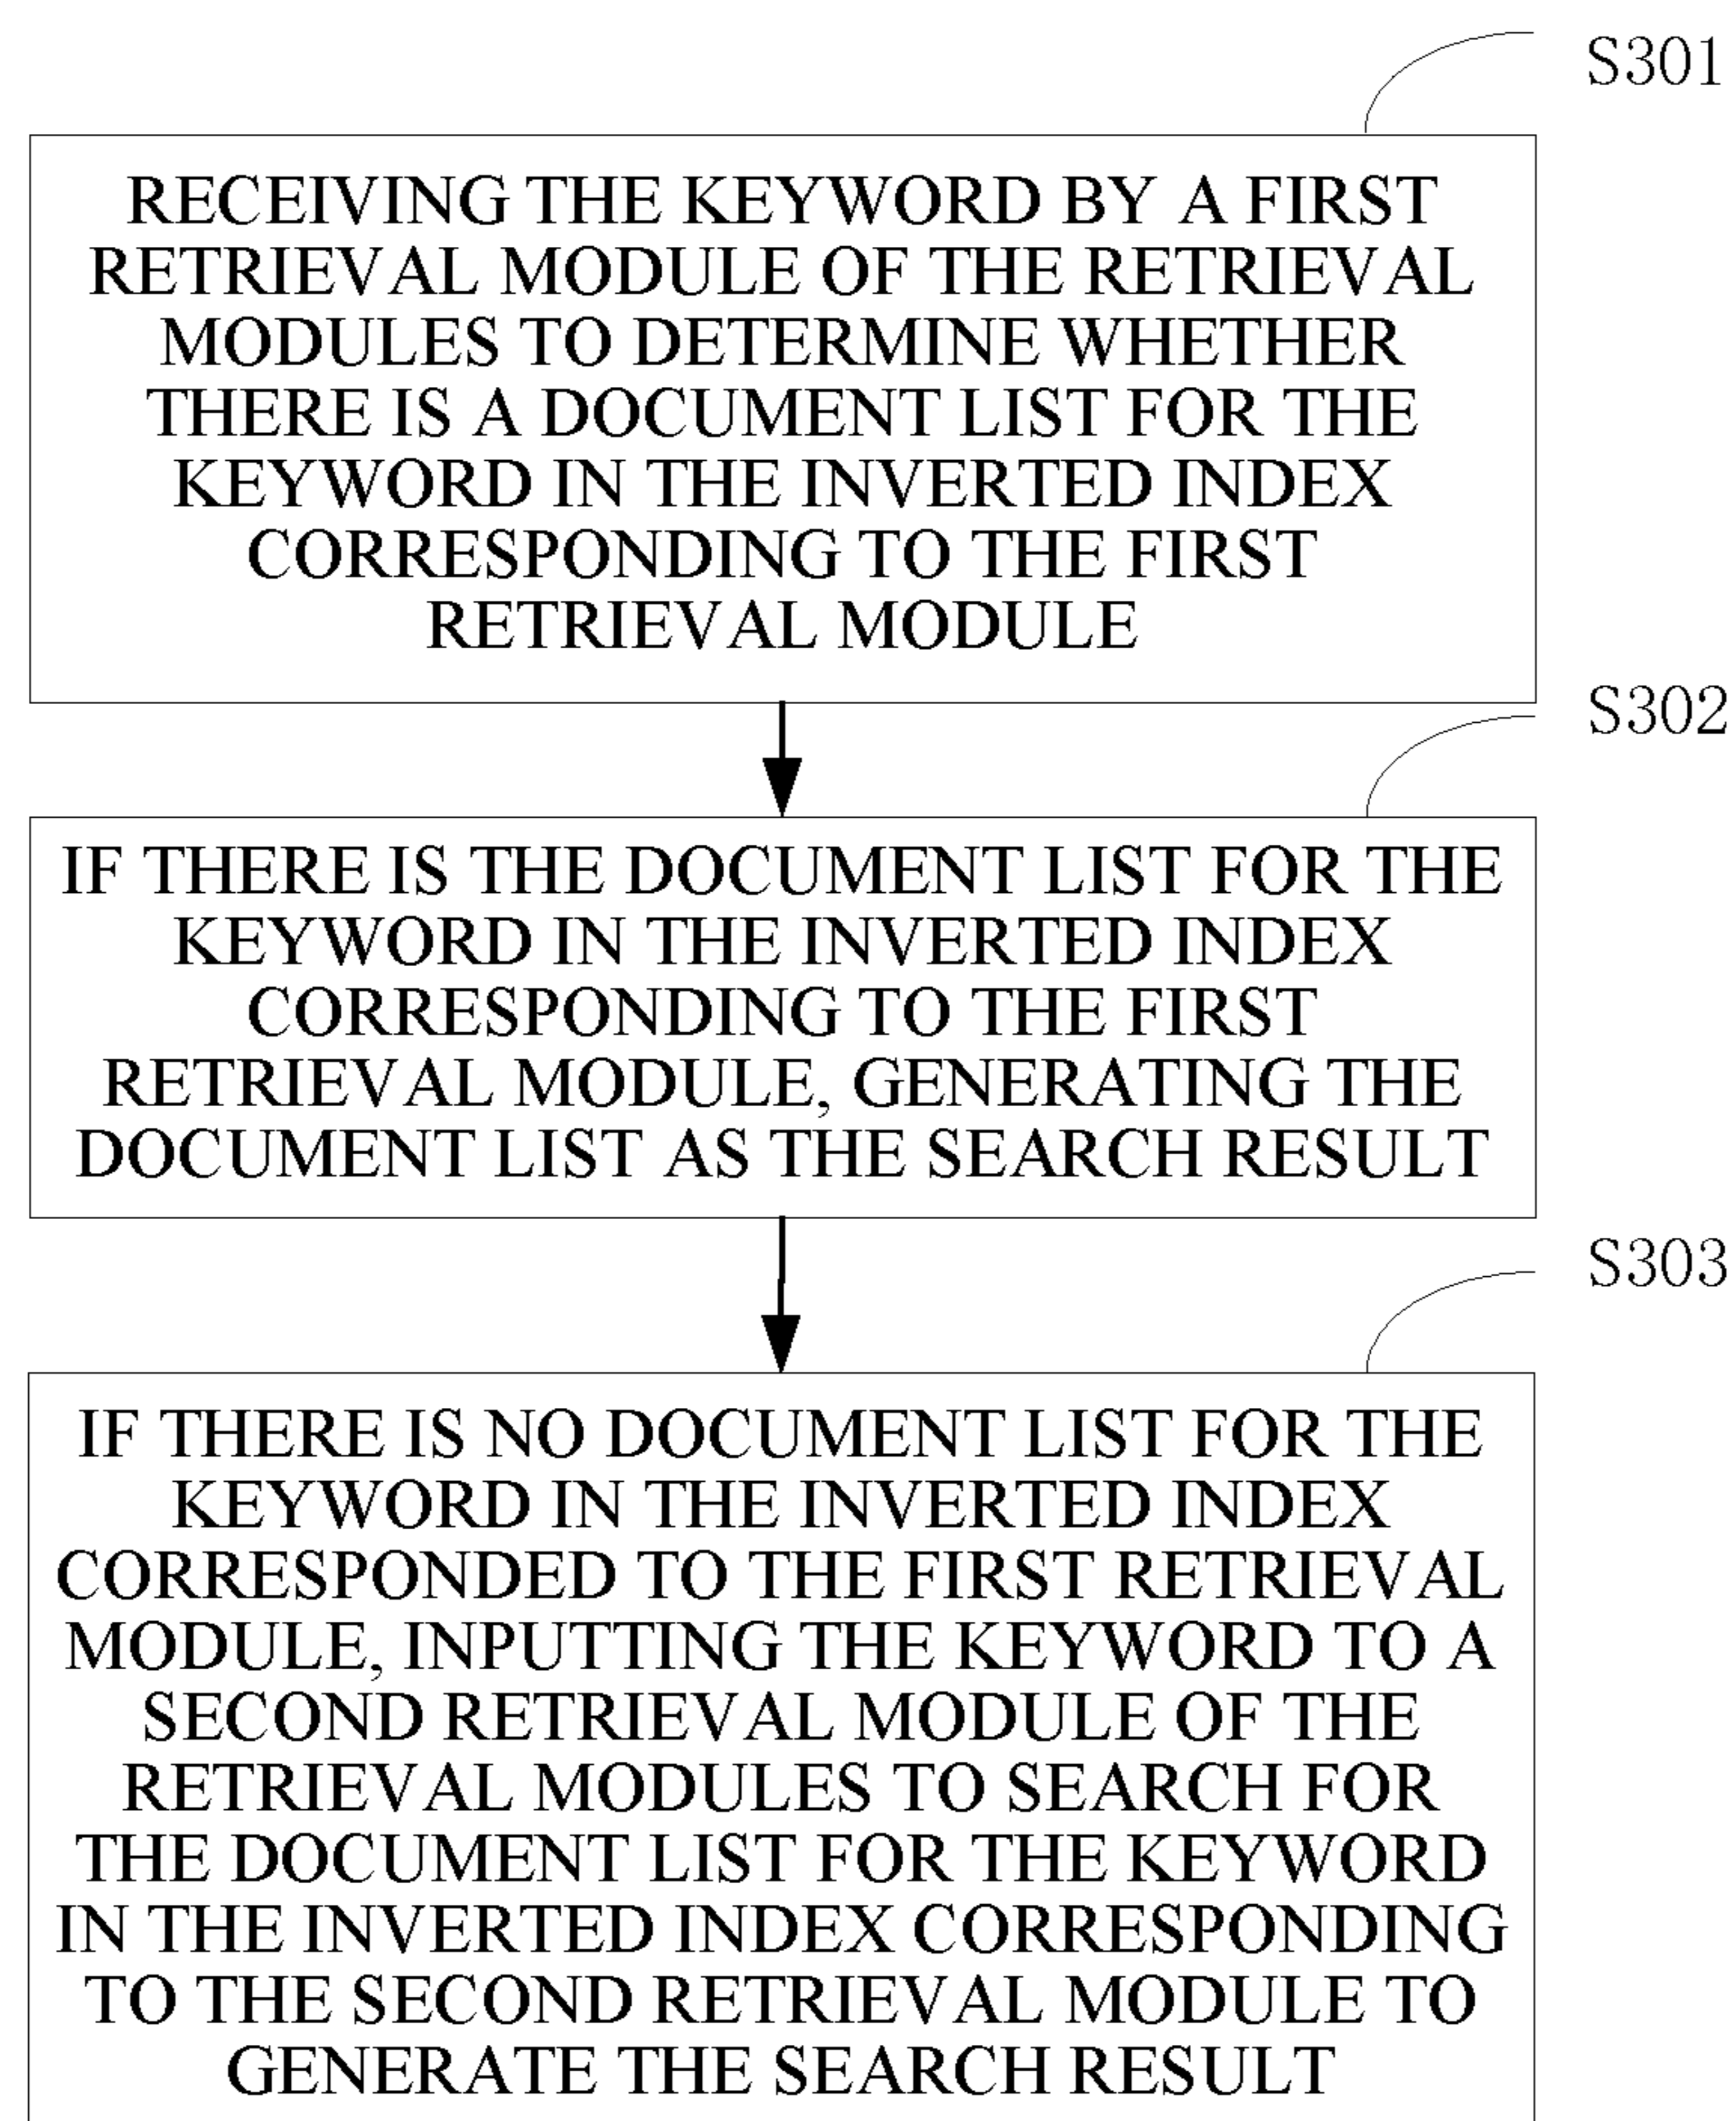 S301
RECEIVING THE KEYWORD BY A FIRST
RETRIEVAL MODULE OF THE RETRIEVAL
MODULES TO DETERMINE WHETHER
THERE IS A DOCUMENT LIST FOR THE
KEYWORD IN THE INVERTED INDEX
CORRESPONDING TO THE FIRST
RETRIEVAL MODULE
S302
IF THERE IS THE DOCUMENT LIST FOR THE
KEYWORD IN THE INVERTED INDEX
CORRESPONDING TO THE FIRST
RETRIEVAL MODULE, GENERATING THE
DOCUMENT LIST AS THE SEARCH RESULT
S303
IF THERE IS NO DOCUMENT LIST FOR THE
KEYWORD IN THE INVERTED INDEX
CORRESPONDED TO THE FIRST RETRIEVAL
MODULE, INPUTTING THE KEYWORD TO A
SECOND RETRIEVAL MODULE OF THE
RETRIEVAL MODULES TO SEARCH FOR
THE DOCUMENT LIST FOR THE KEYWORD
IN THE INVERTED INDEX CORRESPONDING
TO THE SECOND RETRIEVAL MODULE TO
GENERATE THE SEARCH RESULT